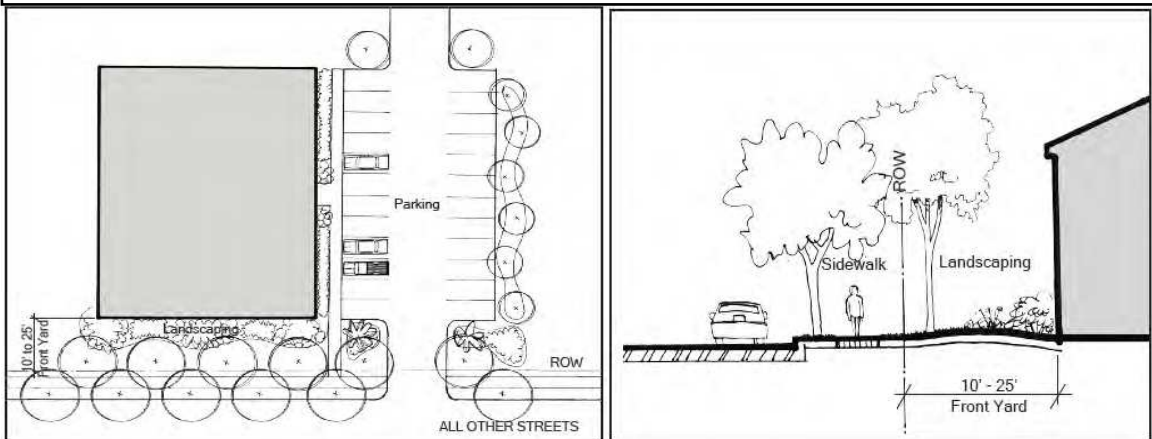 Parking
Landscaping
10' to 25'
Front Yard
ROW
ALL OTHER STREETS
ROW
Sidewalk
Landscaping
10' - 25'
Front Yard